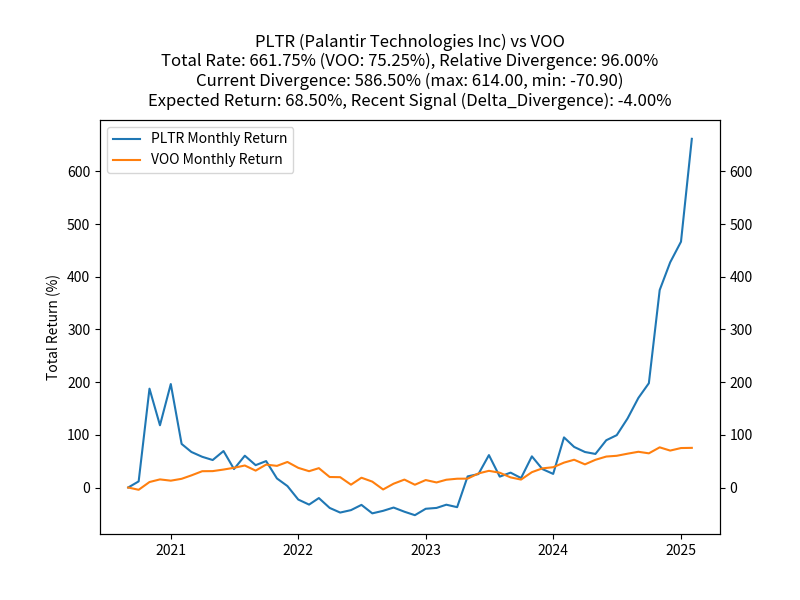 PLTR (Palantir Technologies Inc) vs VOO
Total Rate: 661.75% (VOO: 75.25%), Relative Divergence: 96.00%
Current Divergence: 586.50% (max: 614.00, min: -70.90)
Expected Return: 68.50%, Recent Signal (Delta_Divergence): -4.00%
PLTR Monthly Return
VOO Monthly Return
Total Return (%)
600 600
500 500
400 400
300 300
200 200
100 100
0 0
2021 2022 2023 2024 2025